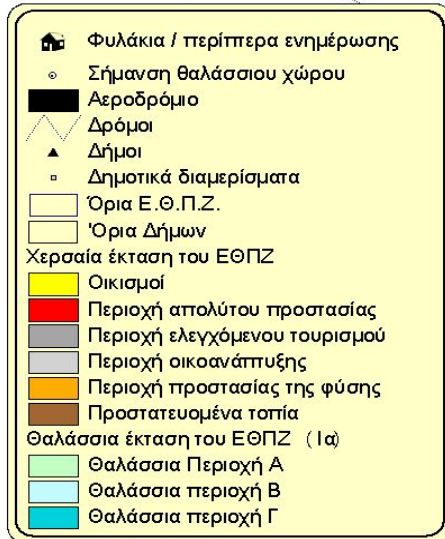 Φυλάκια / περίπτερα ενημέρωσης
Σήμανση θαλάσσιου χώρου
Αεροδρόμιο
Δρόμοι
Δήμοι
Δημοτικά διαμερίσματα
Όρια Ε.Θ.Π.Ζ.
Όρια Δήμων
Χερσαία έκταση του ΕΘΠΖ
Οικισμοί
Περιοχή απολύτου προστασίας
Περιοχή ελεγχόμενου τουρισμού
Περιοχή οικοανάπτυξης
Περιοχή προστασίας της φύσης
Προστατευομένα τοπία
Θαλάσσια έκταση του ΕΘΠΖ (Ια)
Θαλάσσια Περιοχή Α
Θαλάσσια περιοχή Β
Θαλάσσια περιοχή Γ